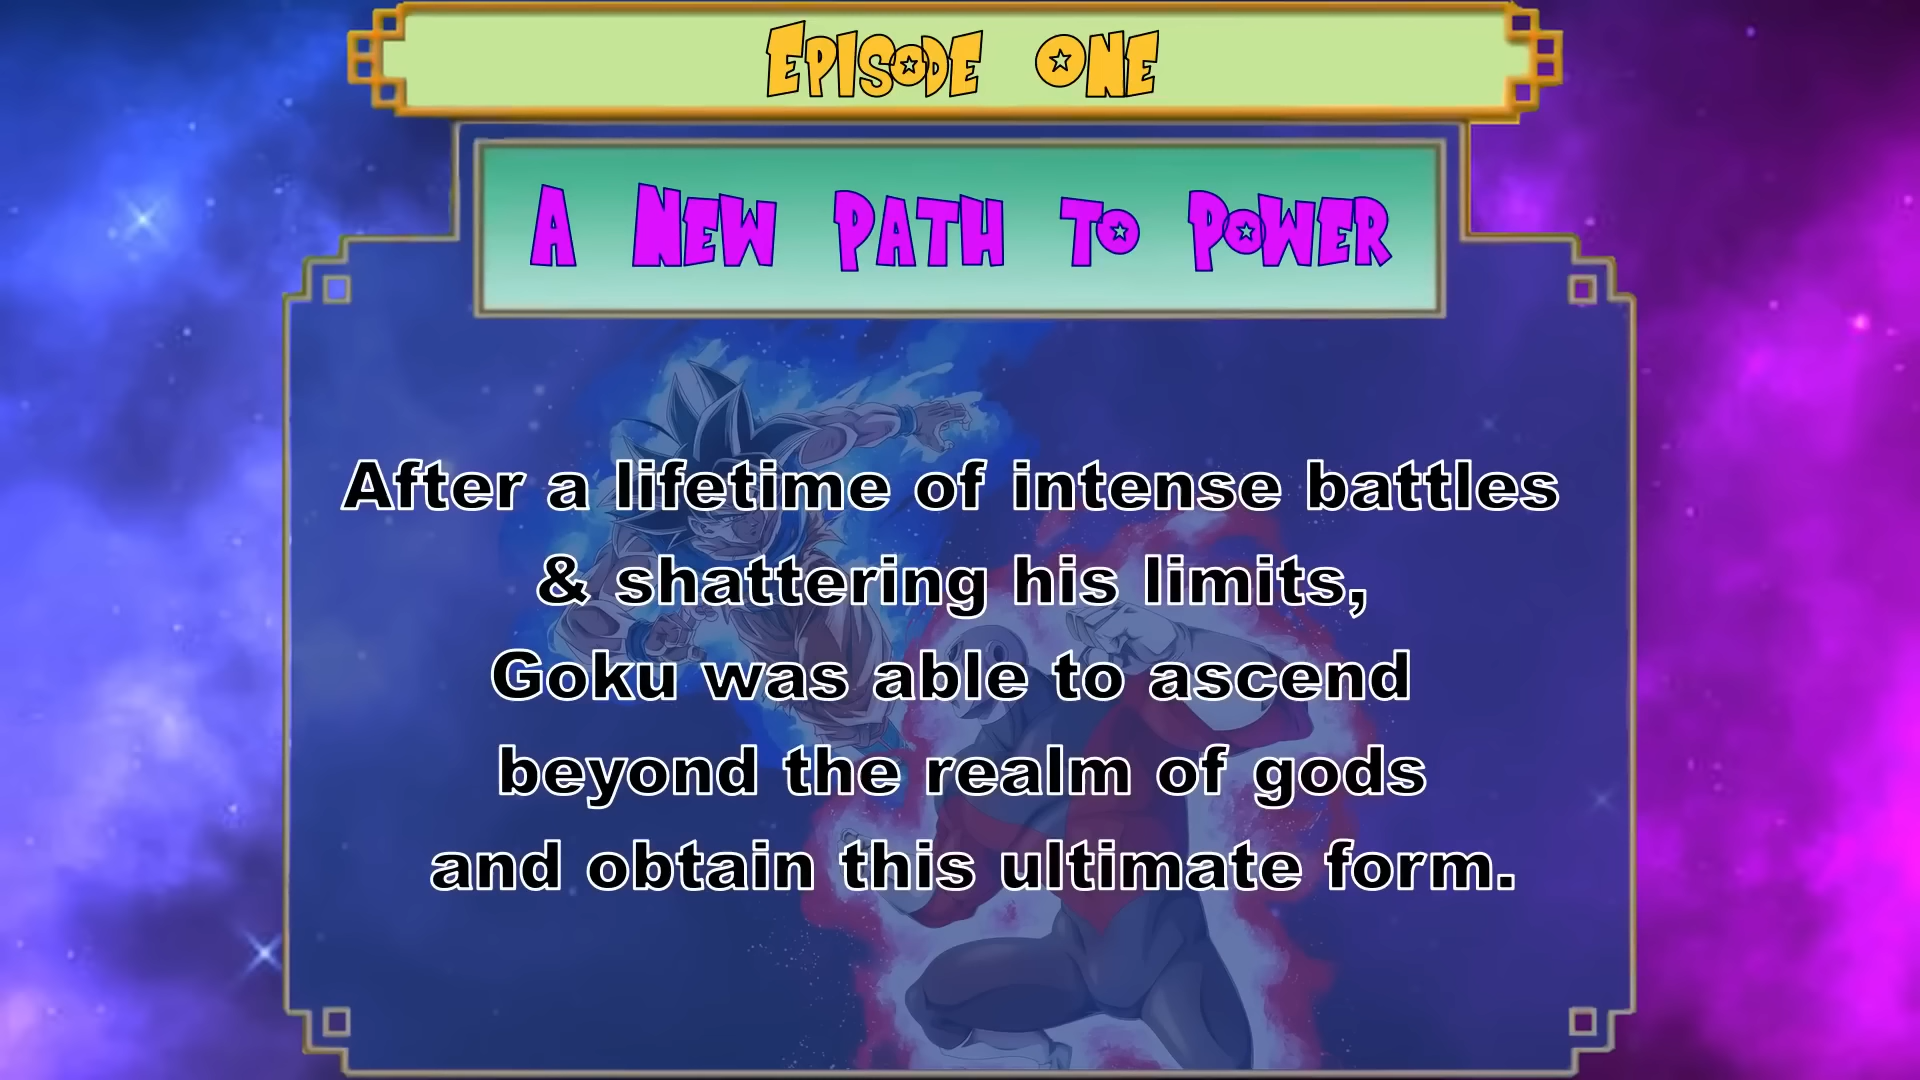 Episode One
A New Path To Power
After a lifetime of intense battles
& shattering his limits,
Goku was able to ascend
beyond the realm of gods
and obtain this ultimate form.